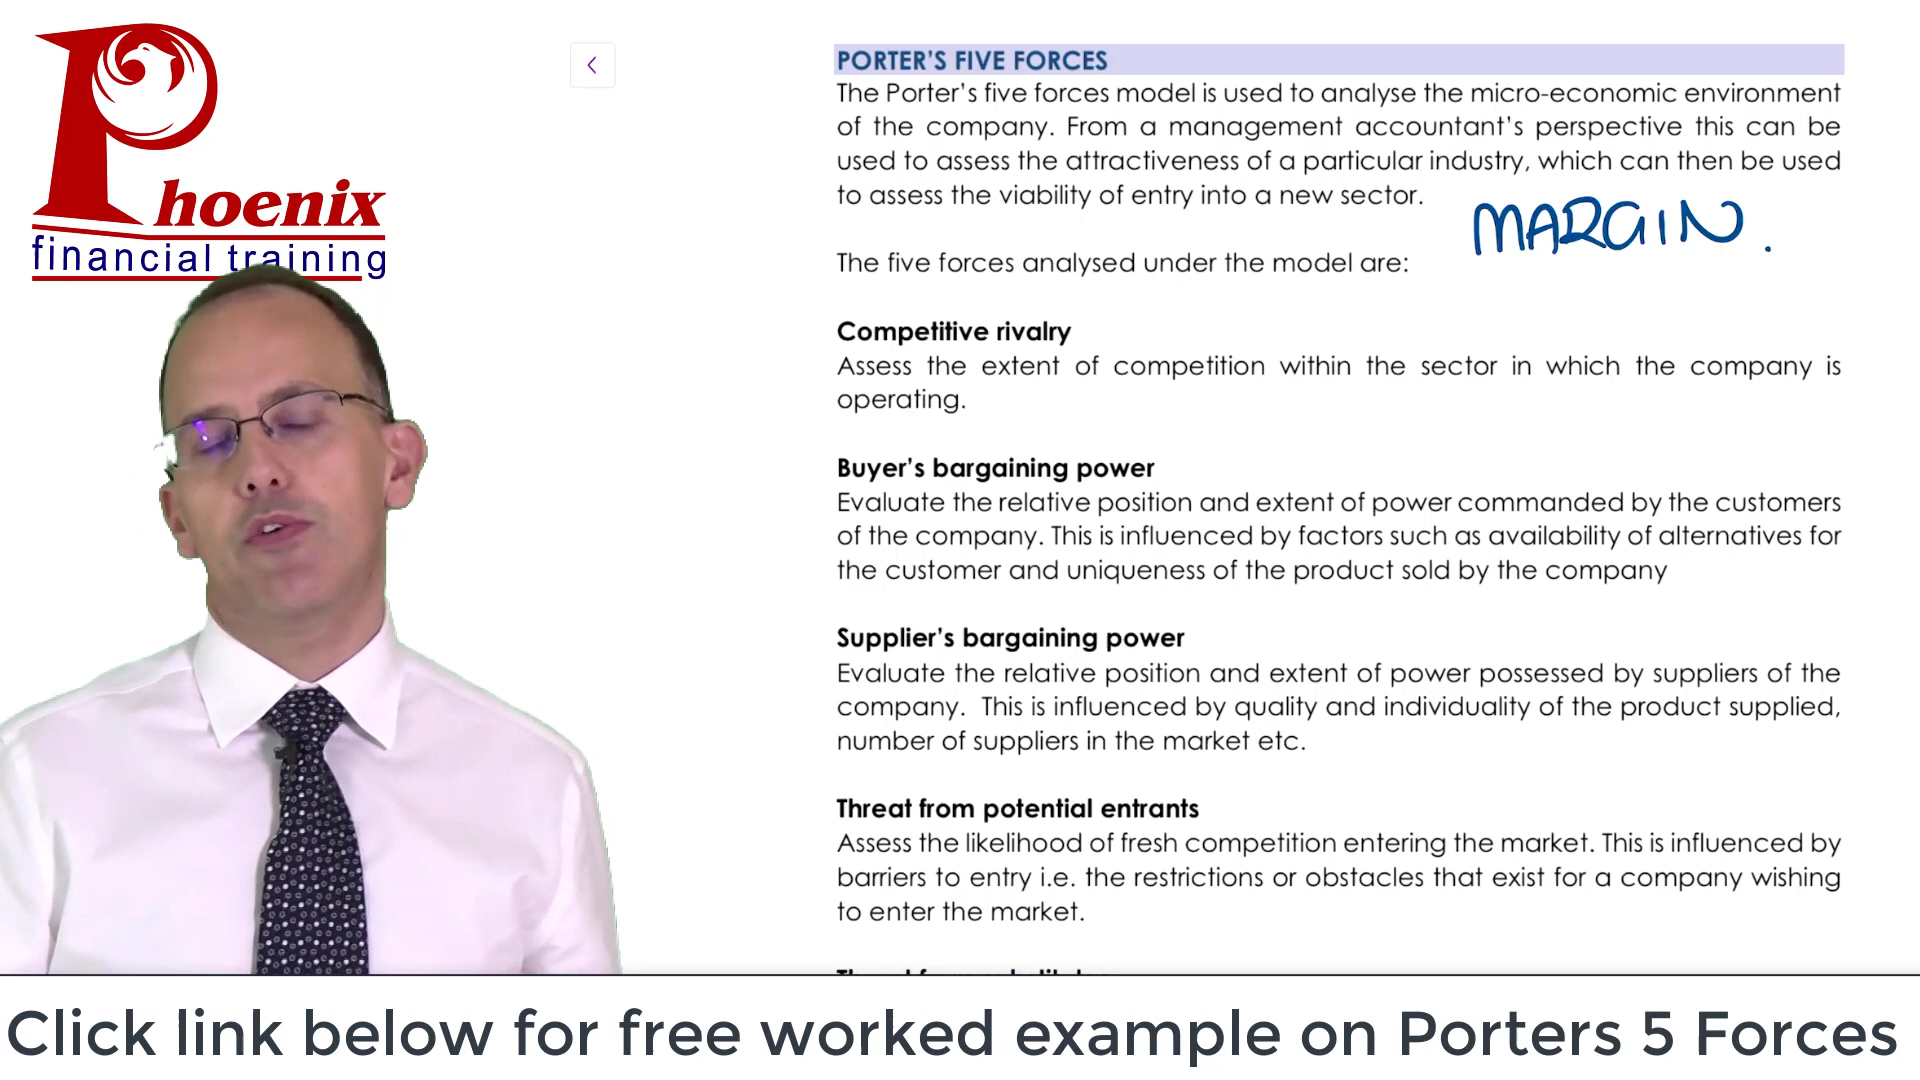 Phoenix
financial training
PORTER’S FIVE FORCES
The Porter’s five forces model is used to analyse the micro-economic environment
of the company. From a management accountant’s perspective this can be
used to assess the attractiveness of a particular industry, which can then be used
to assess the viability of entry into a new sector.
MARGIN.
The five forces analysed under the model are:
Competitive rivalry
Assess the extent of competition within the sector in which the company is
operating.
Buyer’s bargaining power
Evaluate the relative position and extent of power commanded by the customers
of the company. This is influenced by factors such as availability of alternatives for
the customer and uniqueness of the product sold by the company
Supplier’s bargaining power
Evaluate the relative position and extent of power possessed by suppliers of the
company. This is influenced by quality and individuality of the product supplied,
number of suppliers in the market etc.
Threat from potential entrants
Assess the likelihood of fresh competition entering the market. This is influenced by
barriers to entry i.e. the restrictions or obstacles that exist for a company wishing
to enter the market.
Click link below for free worked example on Porters 5 Forces